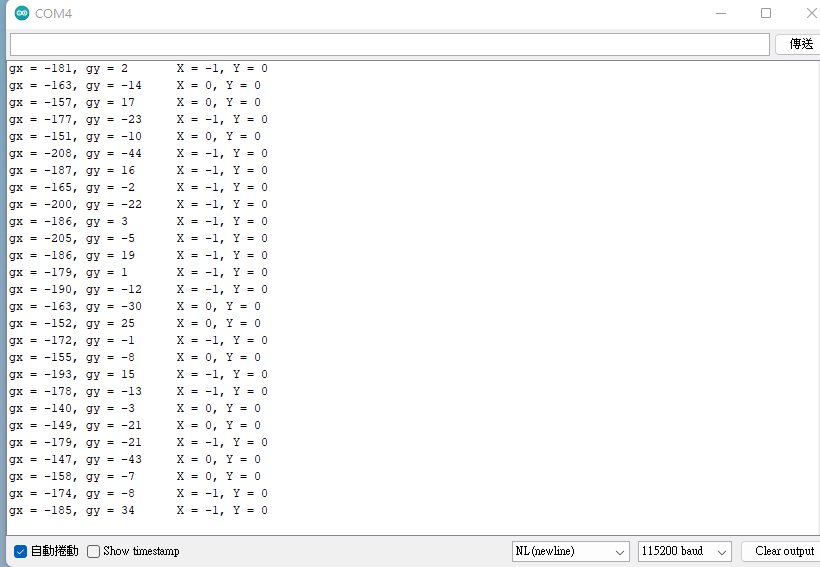 COM4
傳送
gx = -181, gy = 2 X = -1, Y = 0
gx = -163, gy = -14 X = 0, Y = 0
gx = -157, gy = 17 X = 0, Y = 0
gx = -177, gy = -23 X = -1, Y = 0
gx = -151, gy = -10 X = 0, Y = 0
gx = -208, gy = -44 X = -1, Y = 0
gx = -187, gy = 16 X = -1, Y = 0
gx = -165, gy = -2 X = -1, Y = 0
gx = -200, gy = -22 X = -1, Y = 0
gx = -186, gy = 3 X = -1, Y = 0
gx = -205, gy = -5 X = -1, Y = 0
gx = -186, gy = 19 X = -1, Y = 0
gx = -179, gy = 1 X = -1, Y = 0
gx = -190, gy = -12 X = -1, Y = 0
gx = -163, gy = -30 X = 0, Y = 0
gx = -152, gy = 25 X = 0, Y = 0
gx = -172, gy = -1 X = -1, Y = 0
gx = -155, gy = -8 X = 0, Y = 0
gx = -193, gy = 15 X = -1, Y = 0
gx = -178, gy = -13 X = -1, Y = 0
gx = -140, gy = -3 X = 0, Y = 0
gx = -149, gy = -21 X = 0, Y = 0
gx = -179, gy = -21 X = -1, Y = 0
gx = -147, gy = -43 X = 0, Y = 0
gx = -158, gy = -7 X = 0, Y = 0
gx = -174, gy = -8 X = -1, Y = 0
gx = -185, gy = 34 X = -1, Y = 0
自動捲動 Show timestamp NL(newline) 115200 baud Clear output